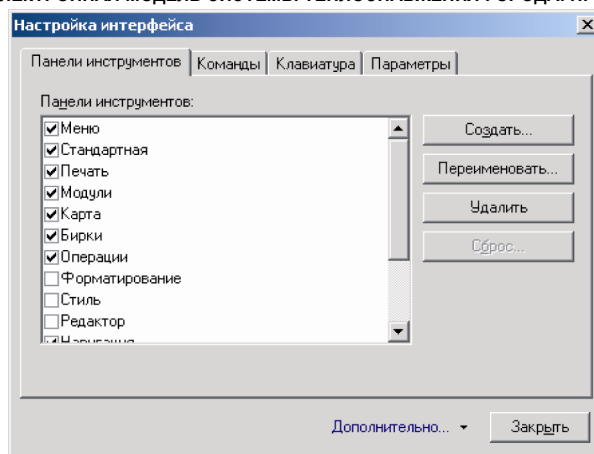 Настройка интерфейса
Панели инструментов Команды Клавиатура Параметры
Панели инструментов:
Меню
Стандартная
Печать
Модули
Карта
Бирки
Операции
Форматирование
Стиль
Редактор
Создать...
Переименовать...
Удалить
Сброс...
Дополнительно...
Закрыть